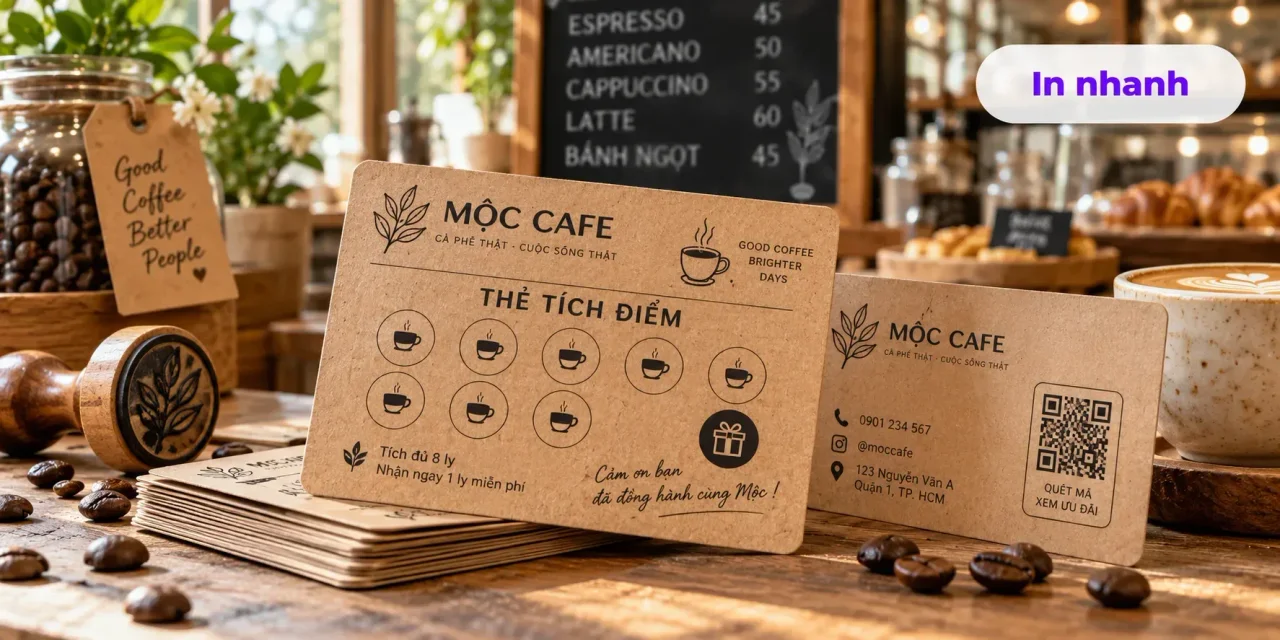 ESPRESSO 45
AMERICANO 50
CAPPUCCINO 55
LATTE 60
BÁNH NGỌT 45
In nhanh
Good
Coffee
Better
People
MỘC CAFE
CÀ PHÊ THẬT - CUỘC SỐNG THẬT
GOOD COFFEE
BRIGHTER
DAYS
THẺ TÍCH ĐIỂM
Tích đủ 8 ly
Nhận ngay 1 ly miễn phí
Cảm ơn bạn
đã đồng hành cùng Mộc !
MỘC CAFE
CÀ PHÊ THẬT - CUỘC SỐNG THẬT
0901 234 567
@moccafe
123 Nguyễn Văn A
Quận 1, TP. HCM
QUÉT MÃ
XEM ƯU ĐÃI